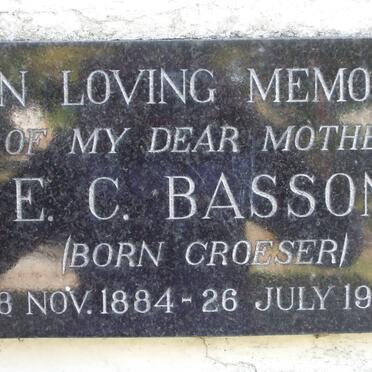 N LOVING MEMO
OF MY DEAR MOTHE
E. C. BASSON
/BORN CROESER/
8 NOV. 1884 - 26 JULY 19